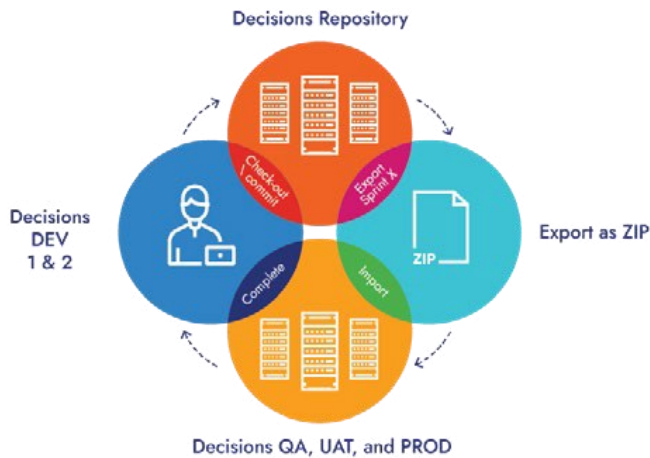 Decisions Repository
Check-out
\ commit
Export
Sprint X
Decisions
DEV
1 & 2
ZIP
Export as ZIP
Complete
Import
Decisions QA, UAT, and PROD